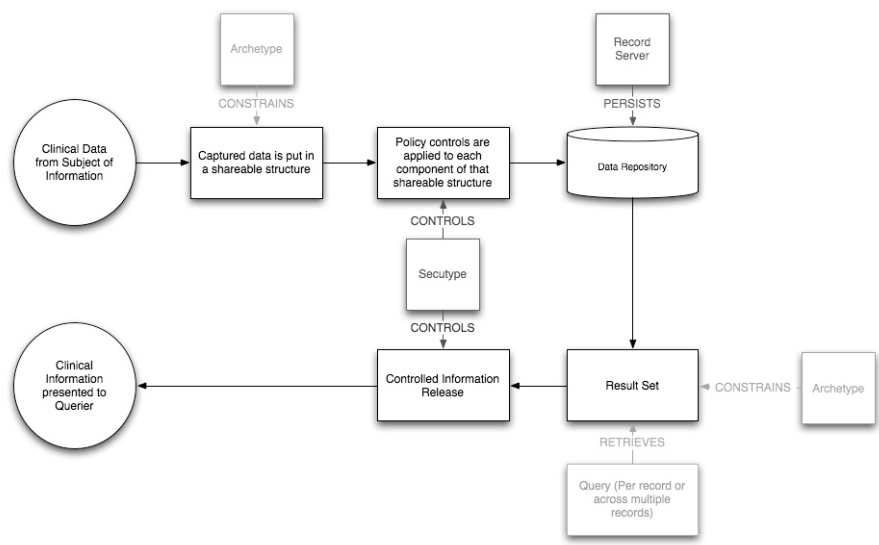 Archetype
Record
Server
CONSTRAINS
PERSISTS
Clinical Data
from Subject of
Information
Captured data is put in
a shareable structure
Policy controls are
applied to each
component of that
shareable structure
Data Repository
CONTROLS
Secutype
CONTROLS
Clinical
Information
presented to
Querier
Controlled Information
Release
Result Set
CONSTRAINS
Archetype
RETRIEVES
Query (Per record or
across multiple
records)